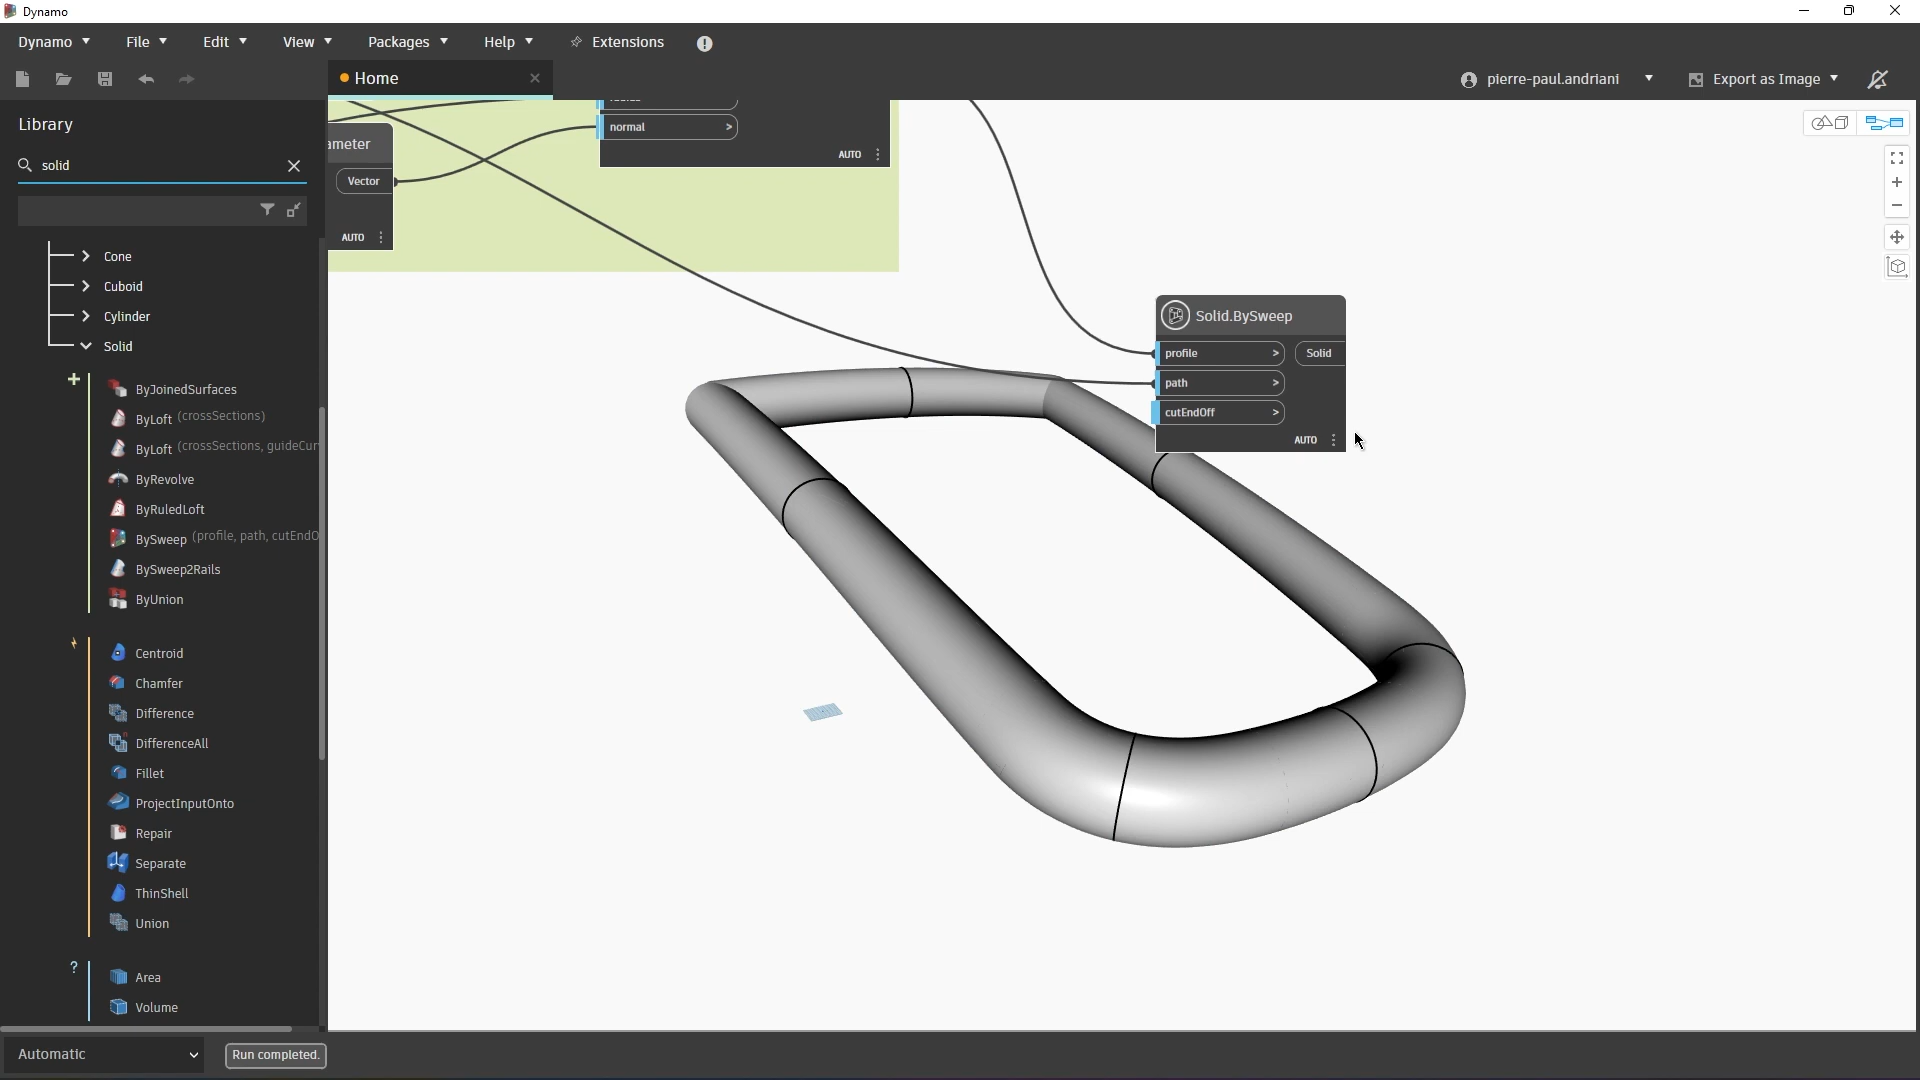 Dynamo
Dynamo File Edit View Packages Help Extensions
Home
pierre-paul.andriani Export as Image
Library
solid
Cone
Cuboid
Cylinder
Solid
ByJoinedSurfaces
ByLoft (crossSections)
ByLoft (crossSections, guideCur
ByRevolve
ByRuledLoft
BySweep (profile, path, cutEndO
BySweep2Rails
ByUnion
Centroid
Chamfer
Difference
DifferenceAll
Fillet
ProjectInputOnto
Repair
Separate
ThinShell
Union
?
Area
Volume
ameter
Vector
AUTO
normal >
AUTO
Solid.BySweep
profile > Solid
path >
cutEndOff >
AUTO
Automatic
Run completed.